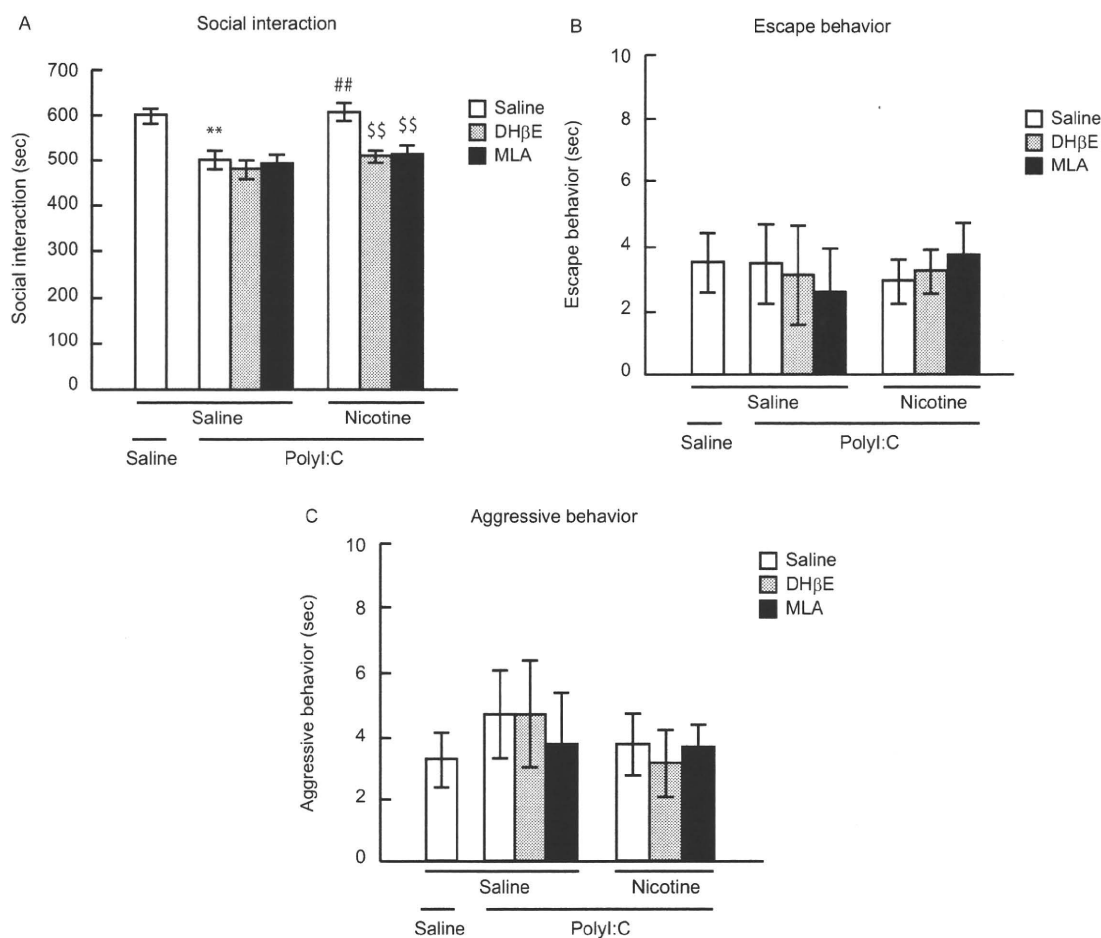 A
Social interaction
Social interaction (sec)
700
600
500
400
300
200
100
0
**
##
$$
$$
Saline
DHβE
MLA
Saline
Nicotine
Saline
PolyI:C
B
Escape behavior
Escape behavior (sec)
10
8
6
4
2
0
Saline
DHβE
MLA
Saline
Nicotine
Saline
PolyI:C
C
Aggressive behavior
Aggressive behavior (sec)
10
8
6
4
2
0
Saline
DHβE
MLA
Saline
Nicotine
Saline
PolyI:C